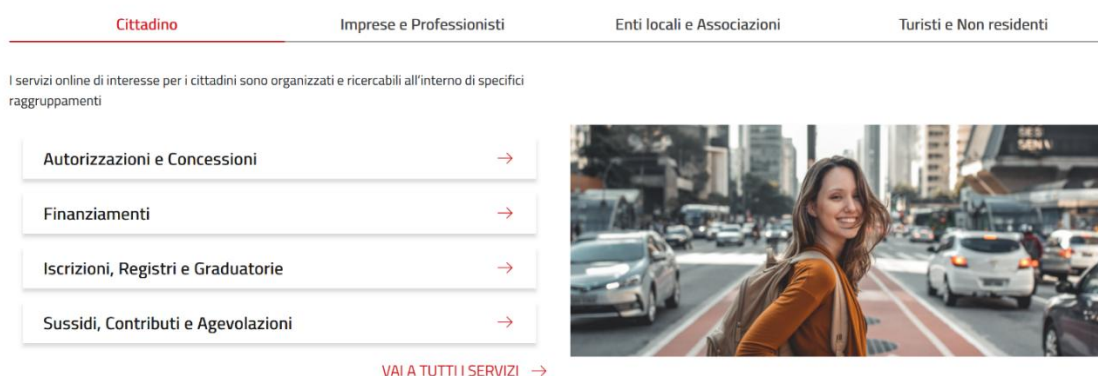 Cittadino
Imprese e Professionisti
Enti locali e Associazioni
Turisti e Non residenti
I servizi online di interesse per i cittadini sono organizzati e ricercabili all'interno di specifici
raggruppamenti
Autorizzazioni e Concessioni
Finanziamenti
Iscrizioni, Registri e Graduatorie
Sussidi, Contributi e Agevolazioni
VAI A TUTTI I SERVIZI